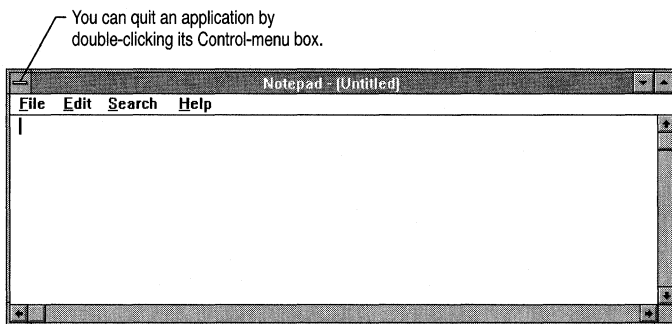 You can quit an application by
double-clicking its Control-menu box.
Notepad - (Untitled)
File Edit Search Help